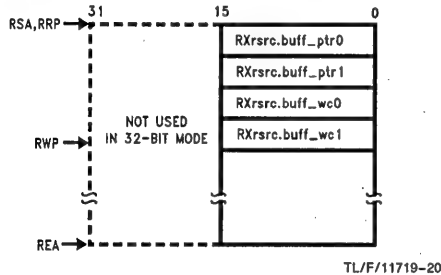 31 15 0
RSA,RRP
RXrsrc.buff_ptr0
RXrsrc.buff_ptr1
RXrsrc.buff_wc0
NOT USED
IN 32-BIT MODE
RXrsrc.buff_wc1
RWP
REA
TL/F/11719-20